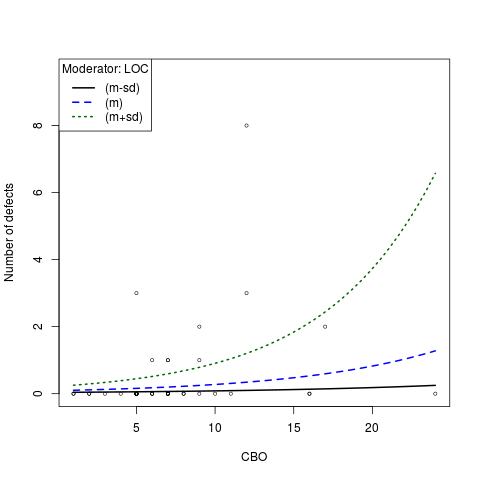 Moderator: LOC
(m-sd)
(m)
(m+sd)
8
6
4
2
0
Number of defects
5 10 15 20
CBO